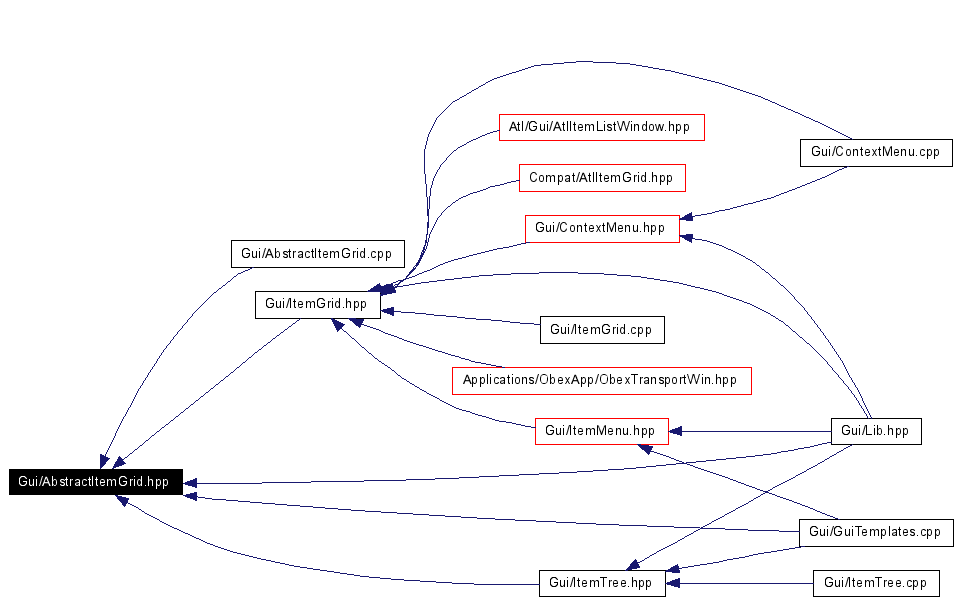 Atl/Gui/AtlItemListWindow.hpp
Gui/ContextMenu.cpp
Compat/AtlItemGrid.hpp
Gui/ContextMenu.hpp
Gui/AbstractItemGrid.cpp
Gui/ItemGrid.hpp
Gui/ItemGrid.cpp
Applications/ObexApp/ObexTransportWin.hpp
Gui/ItemMenu.hpp
Gui/Lib.hpp
Gui/AbstractItemGrid.hpp
Gui/GuiTemplates.cpp
Gui/ItemTree.hpp
Gui/ItemTree.cpp